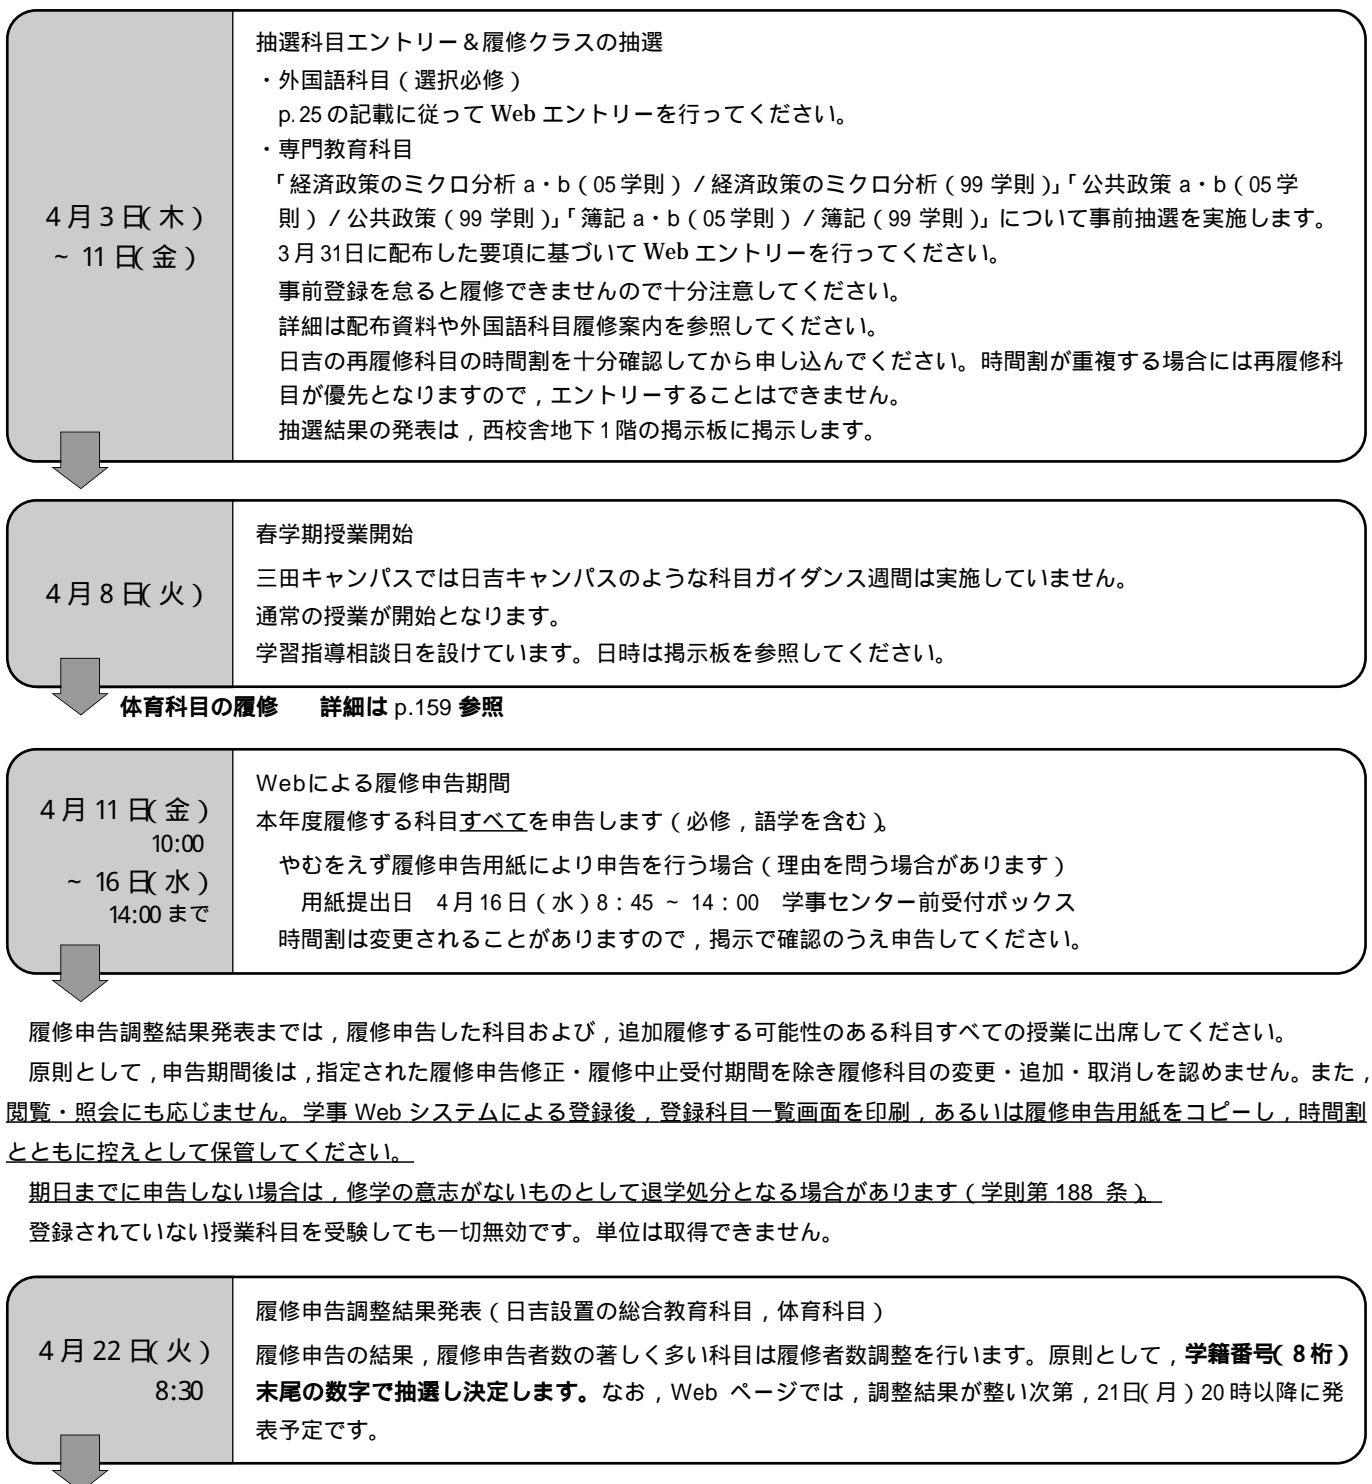 4月3日(木)
~ 11日(金)
抽選科目エントリー&履修クラスの抽選
・外国語科目(選択必修)
p.25の記載に従って Web エントリーを行ってください。
・専門教育科目
「経済政策のミクロ分析 a・b(05学則)/経済政策のミクロ分析(99 学則)」「公共政策 a・b(05学
則)/公共政策(99 学則)」「簿記 a・b(05学則)/簿記(99 学則)」について事前抽選を実施します。
3月31日に配布した要項に基づいて Web エントリーを行ってください。
事前登録を怠ると履修できませんので十分注意してください。
詳細は配布資料や外国語科目履修案内を参照してください。
日吉の再履修科目の時間割を十分確認してから申し込んでください。時間割が重複する場合には再履修科
目が優先となりますので,エントリーすることはできません。
抽選結果の発表は,西校舎地下1階の掲示板に掲示します。
4月8日(火)
春学期授業開始
三田キャンパスでは日吉キャンパスのような科目ガイダンス週間は実施していません。
通常の授業が開始となります。
学習指導相談日を設けています。日時は掲示板を参照してください。
体育科目の履修 詳細は p.159 参照
4月11日(金)
10:00
~ 16日(水)
14:00 まで
Webによる履修申告期間
本年度履修する科目すべてを申告します(必修,語学を含む)。
やむをえず履修申告用紙により申告を行う場合(理由を問う場合があります)
用紙提出日 4月16日(水)8:45 ~ 14:00 学事センター前受付ボックス
時間割は変更されることがありますので,掲示で確認のうえ申告してください。
履修申告調整結果発表までは,履修申告した科目および,追加履修する可能性のある科目すべての授業に出席してください。
原則として,申告期間後は,指定された履修申告修正・履修中止受付期間を除き履修科目の変更・追加・取消しを認めません。また,
閲覧・照会にも応じません。学事 Web システムによる登録後,登録科目一覧画面を印刷,あるいは履修申告用紙をコピーし,時間割
とともに控えとして保管してください。
期日までに申告しない場合は,修学の意志がないものとして退学処分となる場合があります(学則第 188 条)。
登録されていない授業科目を受験しても一切無効です。単位は取得できません。
4月22日(火)
8:30
履修申告調整結果発表(日吉設置の総合教育科目,体育科目)
履修申告の結果,履修申告者数の著しく多い科目は履修者数調整を行います。原則として,学籍番号(8桁)
末尾の数字で抽選し決定します。なお,Web ページでは,調整結果が整い次第,21日(月)20時以降に発
表予定です。